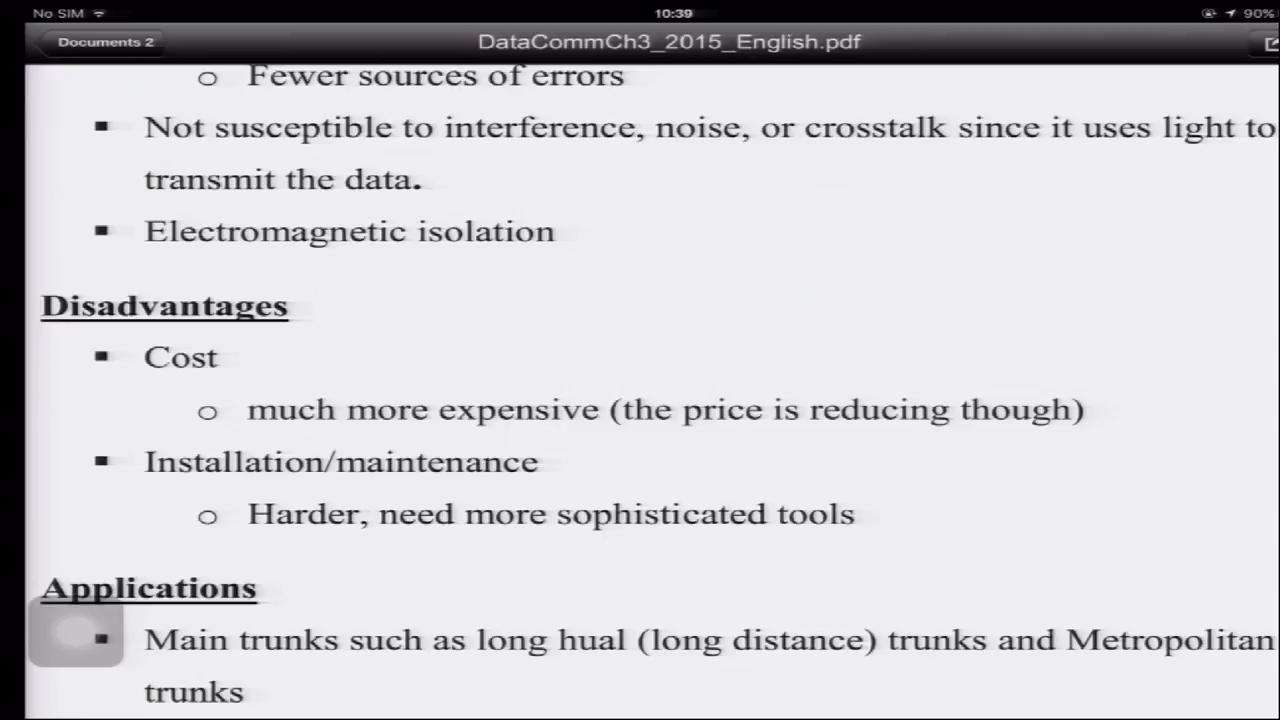 No SIM 10:39 90%
Documents 2 DataCommCh3_2015_English.pdf
o Fewer sources of errors
▪ Not susceptible to interference, noise, or crosstalk since it uses light to
transmit the data.
▪ Electromagnetic isolation
Disadvantages
▪ Cost
o much more expensive (the price is reducing though)
▪ Installation/maintenance
o Harder, need more sophisticated tools
Applications
▪ Main trunks such as long hual (long distance) trunks and Metropolitan
trunks